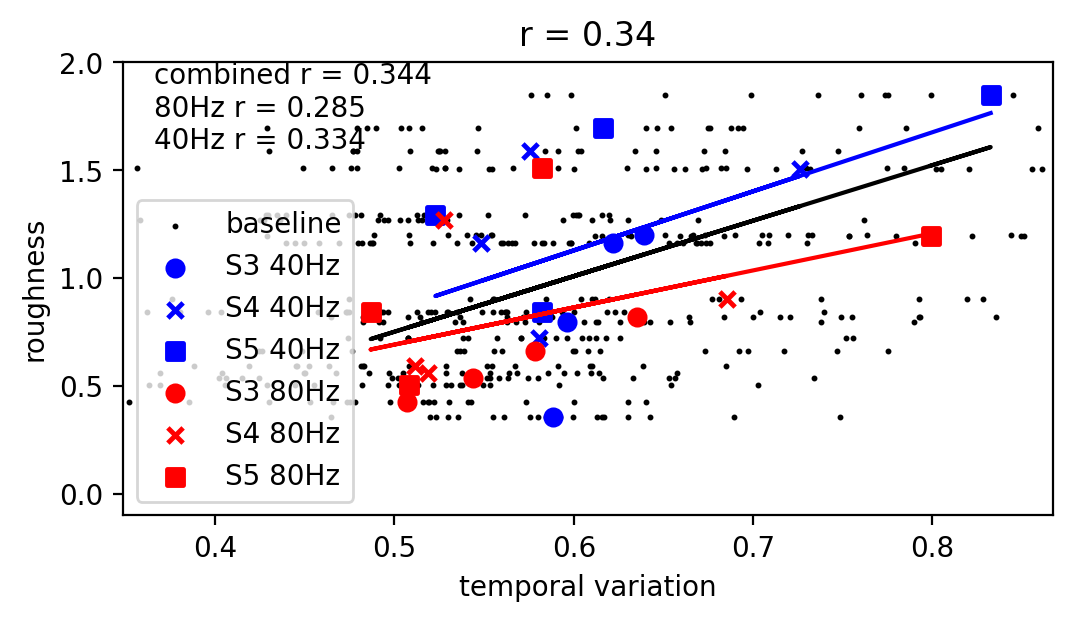 r = 0.34
combined r = 0.344
80Hz r = 0.285
40Hz r = 0.334
baseline
S3 40Hz
S4 40Hz
S5 40Hz
S3 80Hz
S4 80Hz
S5 80Hz
roughness
2.0
1.5
1.0
0.5
0.0
0.4 0.5 0.6 0.7 0.8
temporal variation